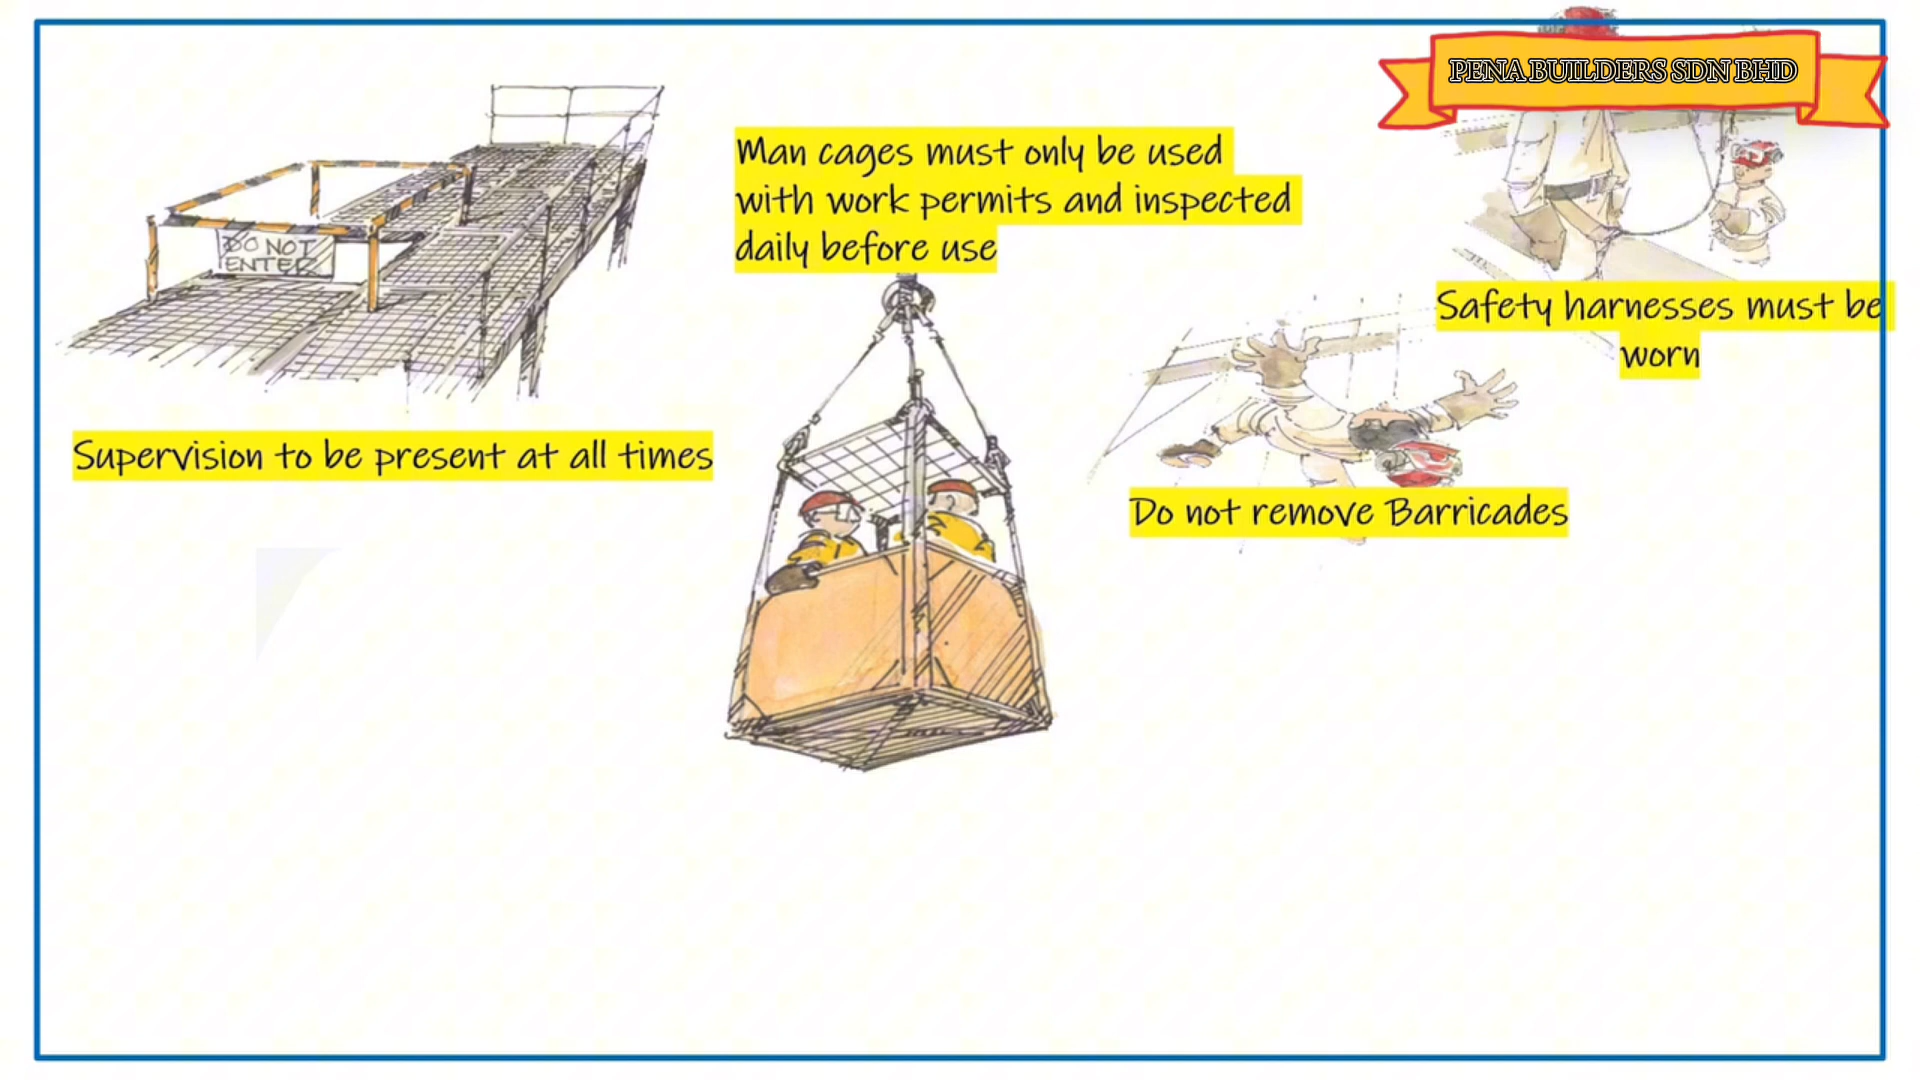 PENA BUILDERS SDN BHD
DO NOT
ENTER
Supervision to be present at all times
Man cages must only be used
with work permits and inspected
daily before use
Safety harnesses must be
worn
Do not remove Barricades